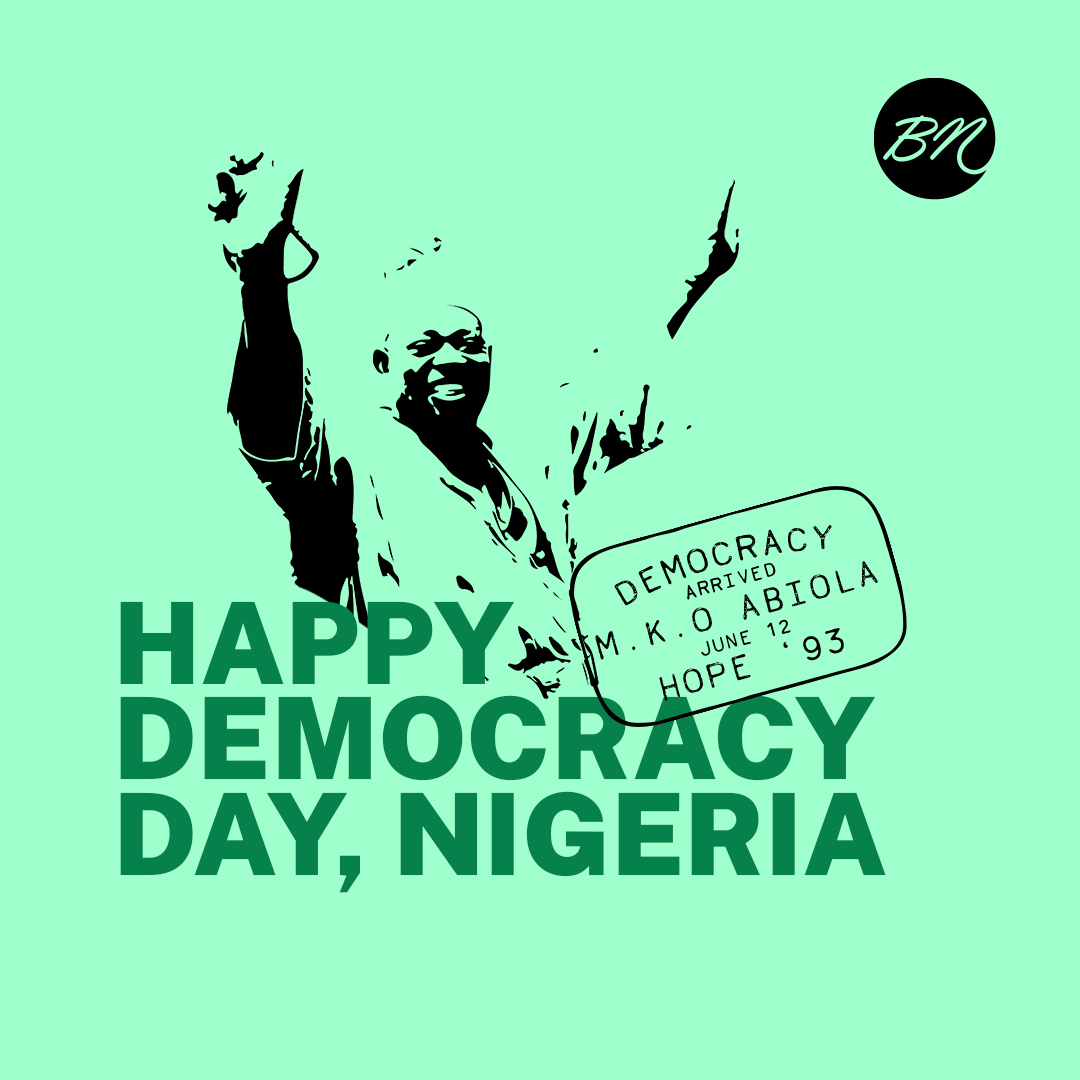 BN
DEMOCRACY
ARRIVED
M.K.O ABIOLA
JUNE 12
HOPE '93
HAPPY
DEMOCRACY
DAY, NIGERIA